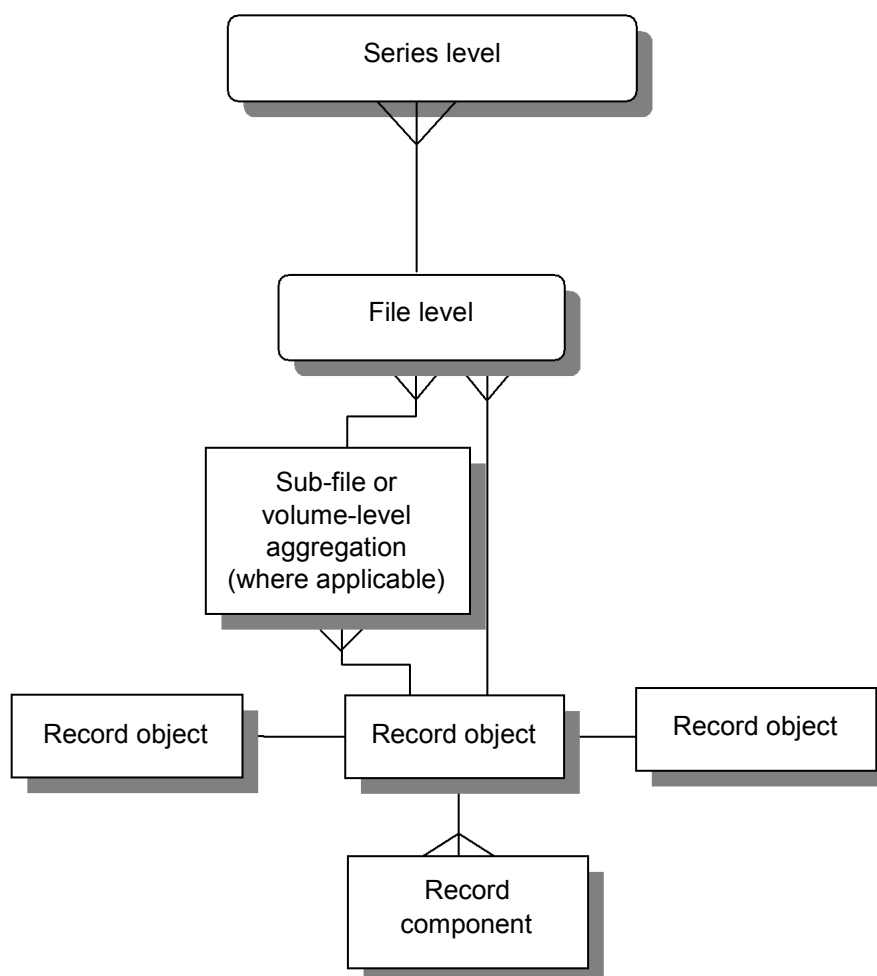 Series level
File level
Sub-file or
volume-level
aggregation
(where applicable)
Record object
Record object
Record object
Record
component